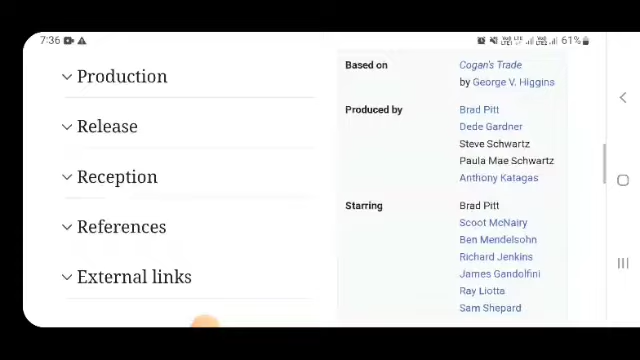 7:36
61%
Production
Release
Reception
References
External links
Based on Cogan's Trade
by George V. Higgins
Produced by Brad Pitt
Dede Gardner
Steve Schwartz
Paula Mae Schwartz
Anthony Katagas
Starring Brad Pitt
Scoot McNairy
Ben Mendelsohn
Richard Jenkins
James Gandolfini
Ray Liotta
Sam Shepard